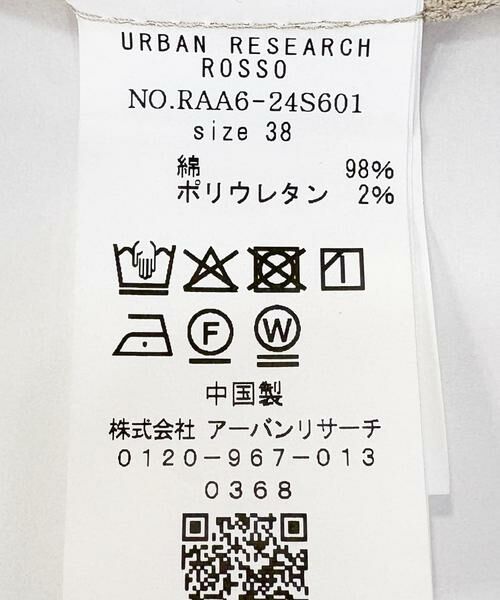 URBAN RESEARCH
ROSSO
NO.RAA6-24S601
size 38
綿 98%
ポリウレタン 2%
F W
中国製
株式会社 アーバンリサーチ
0120-967-013
0368